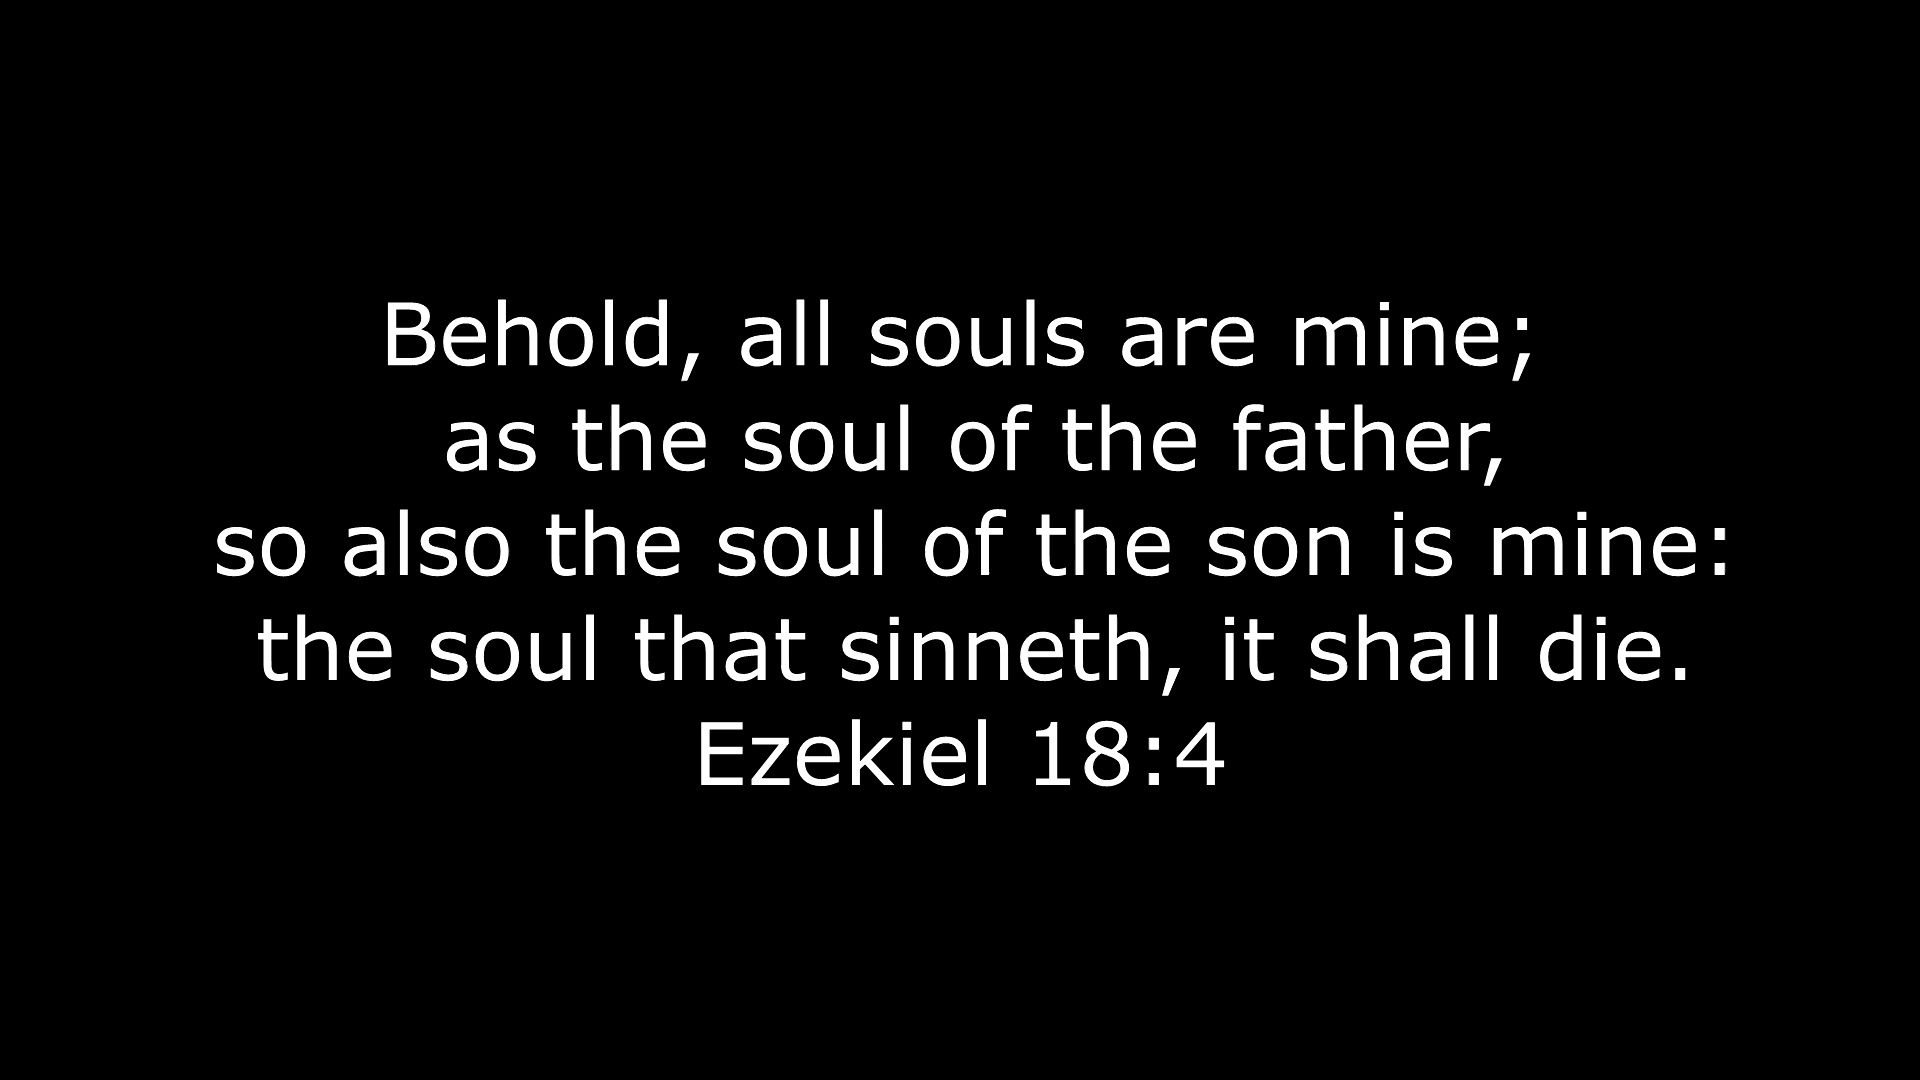 Behold, all souls are mine;
as the soul of the father,
so also the soul of the son is mine:
the soul that sinneth, it shall die.
Ezekiel 18:4